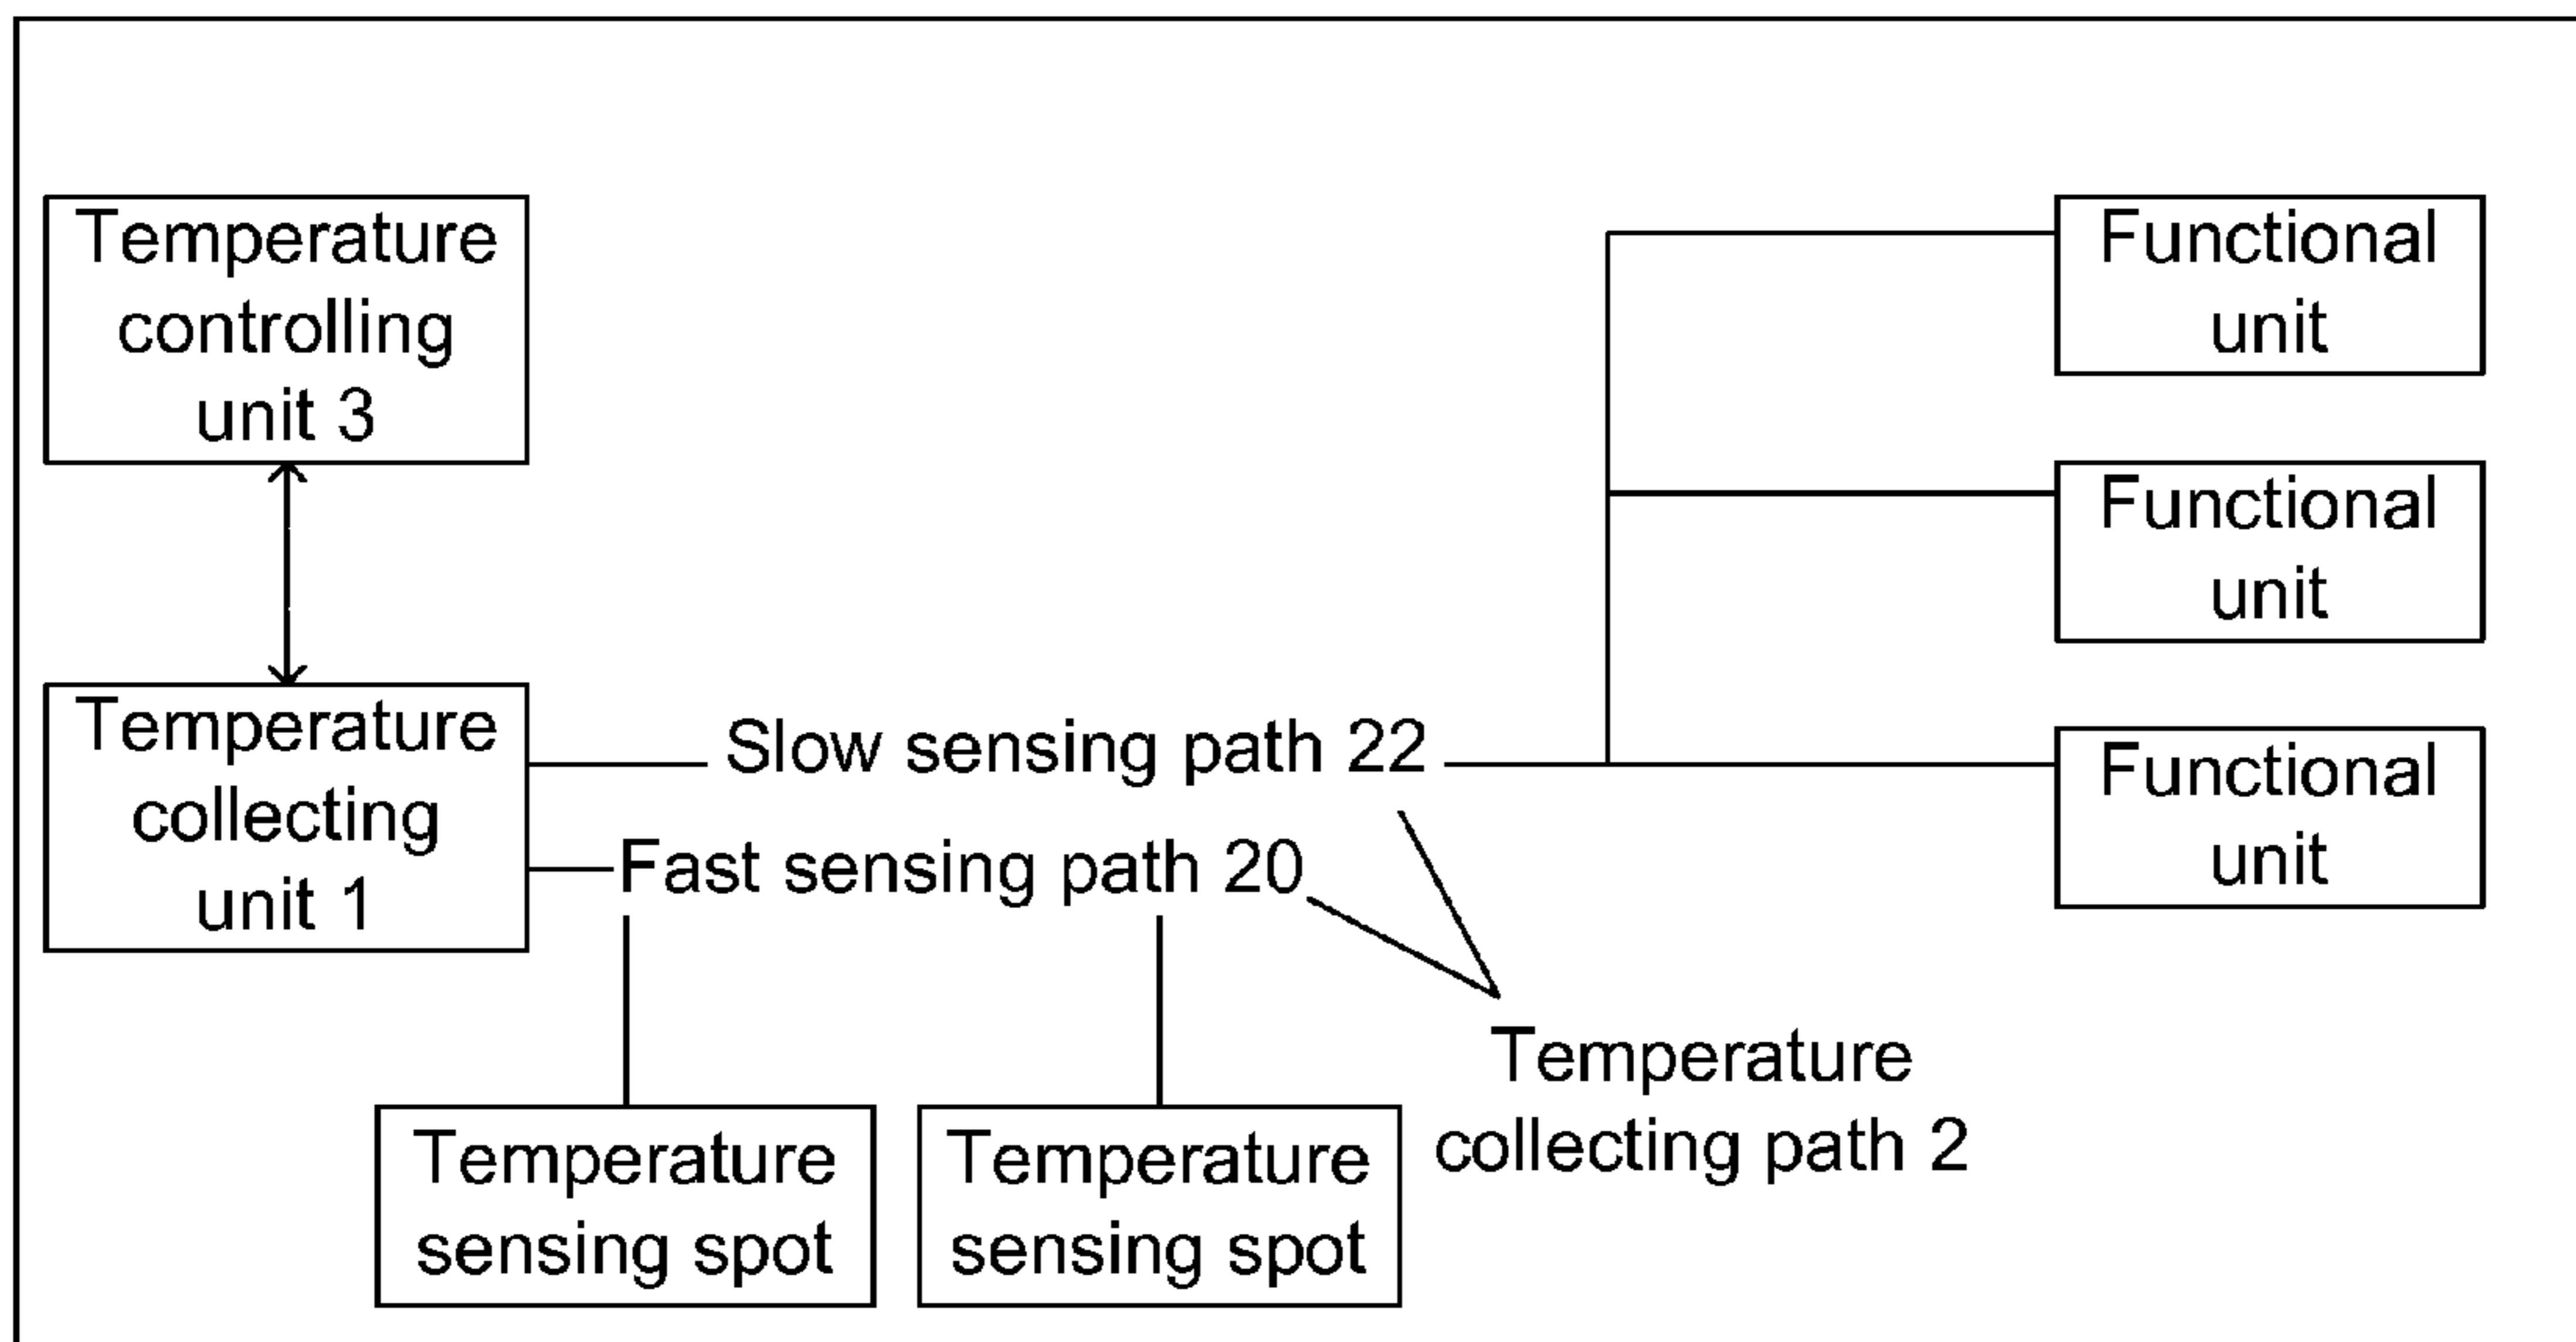 Temperature
controlling
unit 3
Functional
unit
Functional
unit
Temperature
collecting
unit 1
Slow sensing path 22
Fast sensing path 20
Functional
unit
Temperature
collecting path 2
Temperature
sensing spot
Temperature
sensing spot